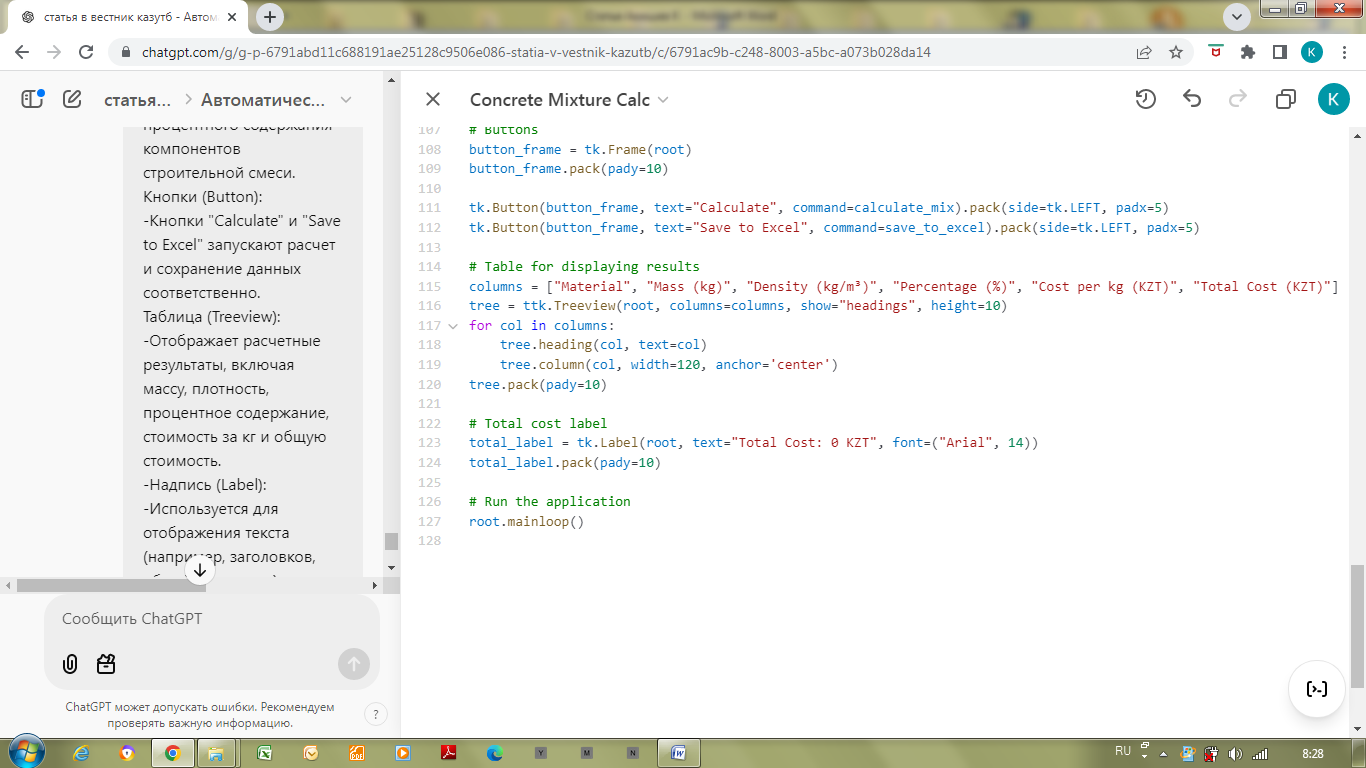 статья в вестник казутб - Автом
chatgpt.com/g/g-p-6791abd11c688191ae25128c9506e086-statia-v-vestnik-kazutb/c/6791ac9b-c248-8003-a5bc-a073b028da14
K
статья... > Автоматичес...
процентного содержания
компонентов
строительной смеси.
Кнопки (Button):
-Кнопки "Calculate" и "Save
to Excel" запускают расчет
и сохранение данных
соответственно.
Таблица (Treeview):
-Отображает расчетные
результаты, включая
массу, плотность,
процентное содержание,
стоимость за кг и общую
стоимость.
-Надпись (Label):
-Используется для
отображения текста
(например, заголовков,
Сообщить ChatGPT
ChatGPT может допускать ошибки. Рекомендуем
проверять важную информацию.
?
Concrete Mixture Calc
K
107 # Buttons
108 button_frame = tk.Frame(root)
109 button_frame.pack(pady=10)
110
111 tk.Button(button_frame, text="Calculate", command=calculate_mix).pack(side=tk.LEFT, padx=5)
112 tk.Button(button_frame, text="Save to Excel", command=save_to_excel).pack(side=tk.LEFT, padx=5)
113
114 # Table for displaying results
115 columns = ["Material", "Mass (kg)", "Density (kg/m³)", "Percentage (%)", "Cost per kg (KZT)", "Total Cost (KZT)"]
116 tree = ttk.Treeview(root, columns=columns, show="headings", height=10)
117 for col in columns:
118     tree.heading(col, text=col)
119     tree.column(col, width=120, anchor='center')
120 tree.pack(pady=10)
121
122 # Total cost label
123 total_label = tk.Label(root, text="Total Cost: 0 KZT", font=("Arial", 14))
124 total_label.pack(pady=10)
125
126 # Run the application
127 root.mainloop()
128
Y M N
RU
8:28